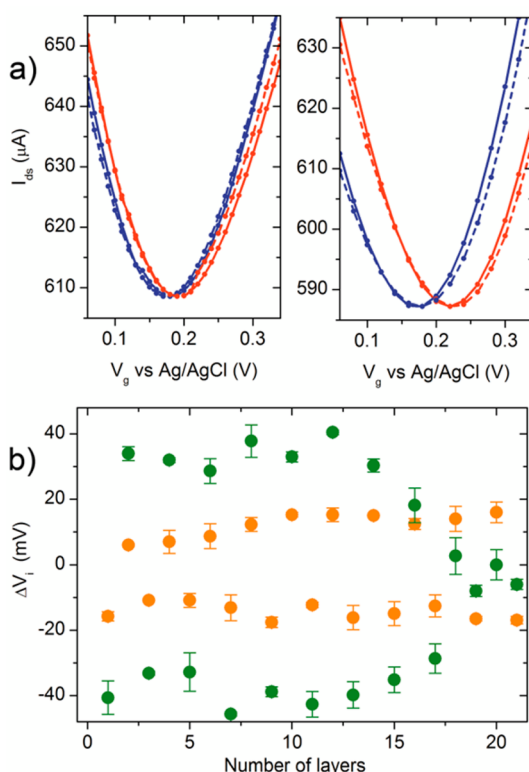 a)
I_ds (μA)
650
640
630
620
610
0.1 0.2 0.3
V_g vs Ag/AgCl (V)
630
620
610
600
590
0.1 0.2 0.3
V_g vs Ag/AgCl (V)
b)
ΔV_i (mV)
40
20
0
-20
-40
0 5 10 15 20
Number of layers